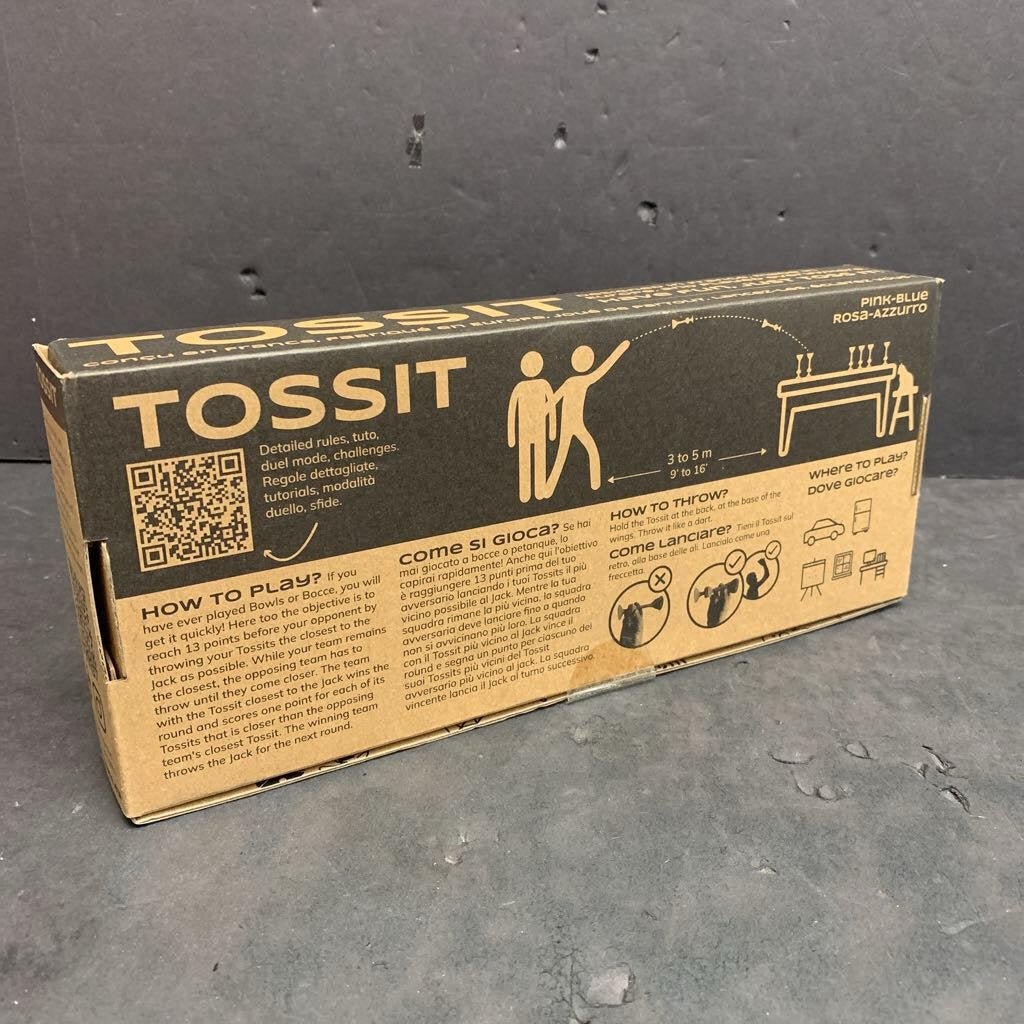 TOSSIT
conçu en France, Fabriqué en Europe.
TOSSIT
PINK-BLUE
ROSA-AZZURRO
Detailed rules, tuto,
duel mode, challenges.
Regole dettagliate,
tutorials, modalità
duello, sfide.
3 to 5 m
9' to 16'
HOW TO PLAY? If you
have ever played Bowls or Bocce, you will
get it quickly! Here too the objective is to
reach 13 points before your opponent by
throwing your Tossits the closest to the
Jack as possible. While your team remains
the closest, the opposing team has to
throw until they come closer. The team
with the Tossit closest to the Jack wins the
round and scores one point for each of its
Tossits that is closer than the opposing
team's closest Tossit. The winning team
throws the Jack for the next round.
COME SI GIOCA? Se hai
mai giocato a bocce o petanque, lo
capirai rapidamente! Anche qui l'obiettivo
è raggiungere 13 punti prima del tuo
avversario lanciando i tuoi Tossits il più
vicino possibile al Jack. Mentre la tua
squadra rimane la più vicina, la squadra
avversaria deve lanciare fino a quando
non si avvicinano più loro. La squadra
con il Tossit più vicino al Jack vince il
round e segna un punto per ciascuno dei
suoi Tossits più vicini del Tossit
avversario più vicino al Jack. La squadra
vincente lancia il Jack al turno successivo.
HOW TO THROW?
Hold the Tossit at the back, at the base of the
wings. Throw it like a dart.
COME LANCIARE? Tieni il Tossit sul
retro, alla base delle ali. Lancialo come una
freccetta.
WHERE TO PLAY?
DOVE GIOCARE?